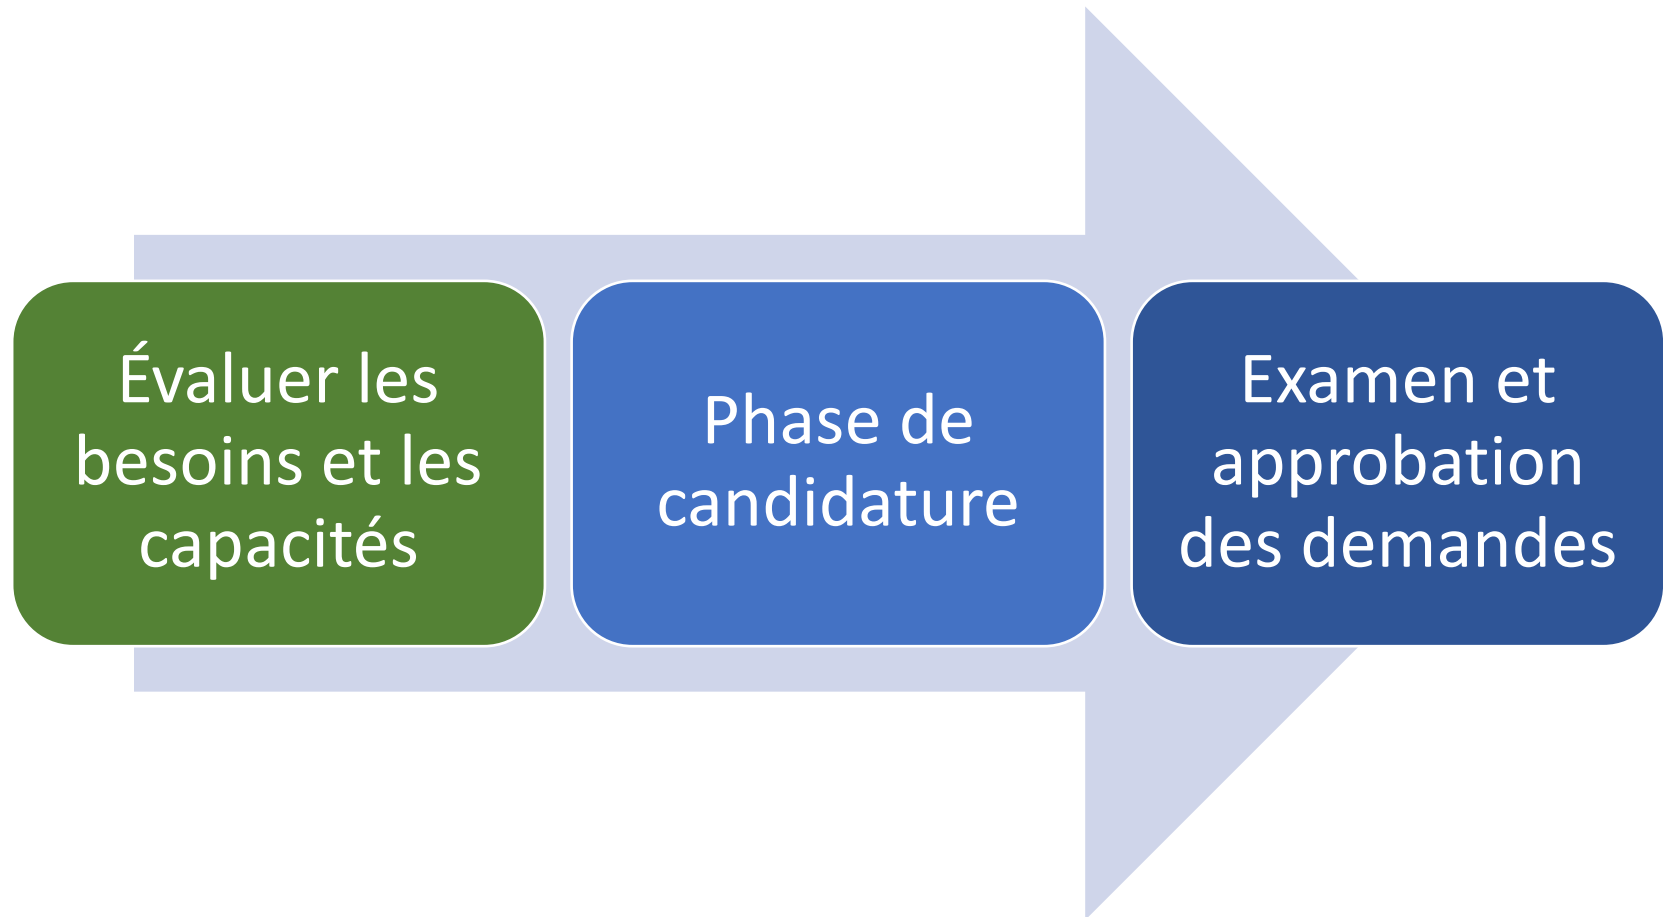 Évaluer les
besoins et les
capacités
Phase de
candidature
Examen et
approbation
des demandes